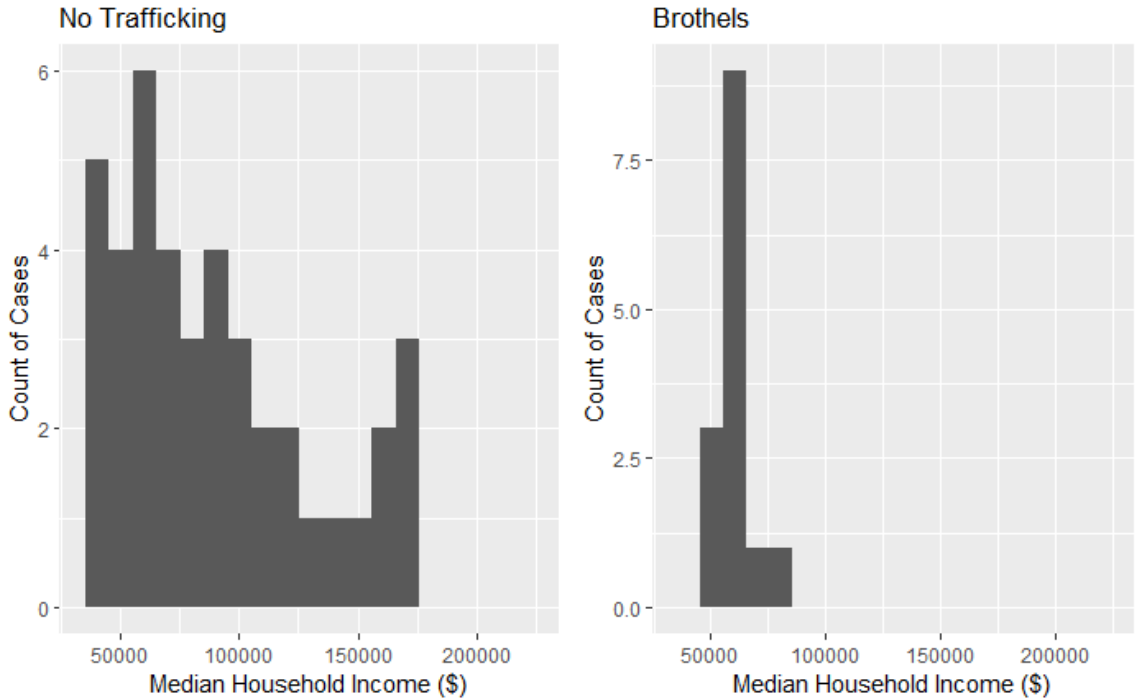 No Trafficking
6
4
2
0
Count of Cases
50000 100000 150000 200000
Median Household Income ($)
Brothels
7.5
5.0
2.5
0.0
Count of Cases
50000 100000 150000 200000
Median Household Income ($)